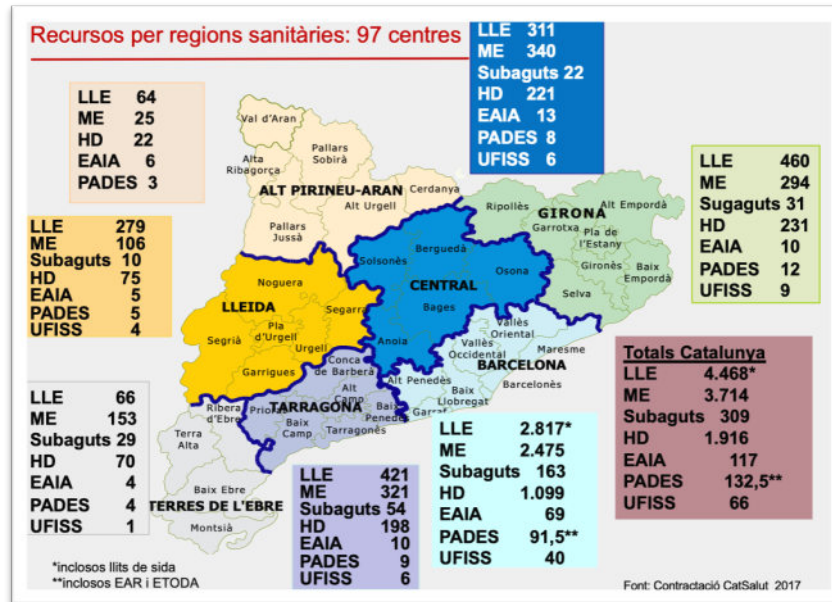 Recursos per regions sanitàries: 97 centres
LLE 311
ME 340
Subaguts 22
HD 221
EAIA 13
PADES 8
UFISS 6
LLE 64
ME 25
HD 22
EAIA 6
PADES 3
LLE 460
ME 294
Sugaguts 31
HD 231
EAIA 10
PADES 12
UFISS 9
LLE 279
ME 106
Subaguts 10
HD 75
EAIA 5
PADES 5
UFISS 4
Val d'Aran
Alta
Ribagorça
Pallars
Sobirà
ALT PIRINEU-ARAN
Alt Urgell
Cerdanya
Pallars
Jussà
Ripollès
GIRONA
Garrotxa
Alt Empordà
Pla de
l'Estany
Gironès
Baix
Empordà
Selva
Solsonès
Berguedà
Osona
CENTRAL
Bages
Anoia
Noguera
LLEIDA
Segarra
Segrià
Pla
d'Urgell
Urgell
Garrigues
Vallès
Oriental
Vallès
Occidental
Maresme
BARCELONA
Barcelonès
Alt Penedès
Baix
Llobregat
Garraf
Conca
de Barberà
Alt
Camp
TARRAGONA
Priorat
Baix
Camp
Tarragonès
Baix
Penedès
Ribera
d'Ebre
Terra
Alta
Baix Ebre
TERRES DE L'EBRE
Montsià
Totals Catalunya
LLE 4.468*
ME 3.714
Subaguts 309
HD 1.916
EAIA 117
PADES 132,5**
UFISS 66
LLE 66
ME 153
Subaguts 29
HD 70
EAIA 4
PADES 4
UFISS 1
LLE 421
ME 321
Subaguts 54
HD 198
EAIA 10
PADES 9
UFISS 6
LLE 2.817*
ME 2.475
Subaguts 163
HD 1.099
EAIA 69
PADES 91,5**
UFISS 40
*inclosos llits de sida
**inclosos EAR i ETODA
Font: Contractació CatSalut 2017